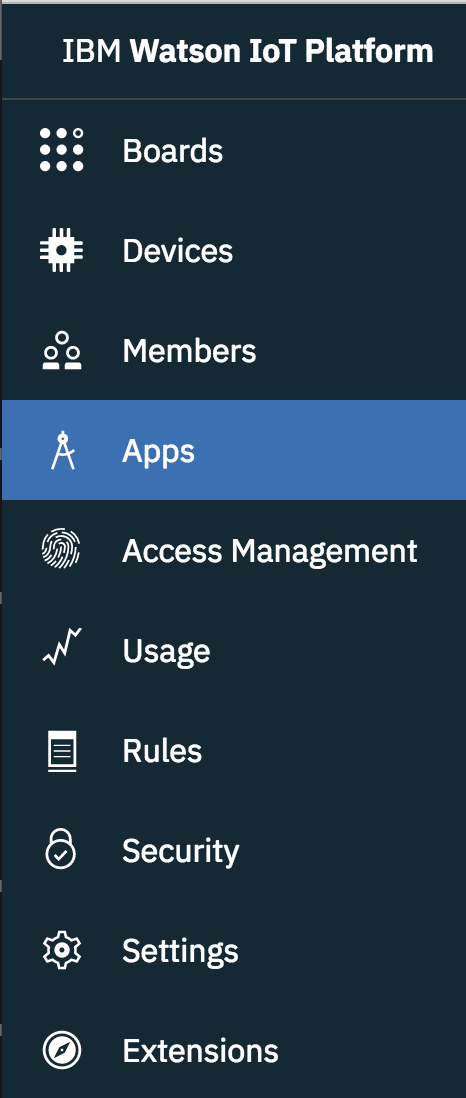 IBM Watson IoT Platform
Boards
Devices
Members
Apps
Access Management
Usage
Rules
Security
Settings
Extensions